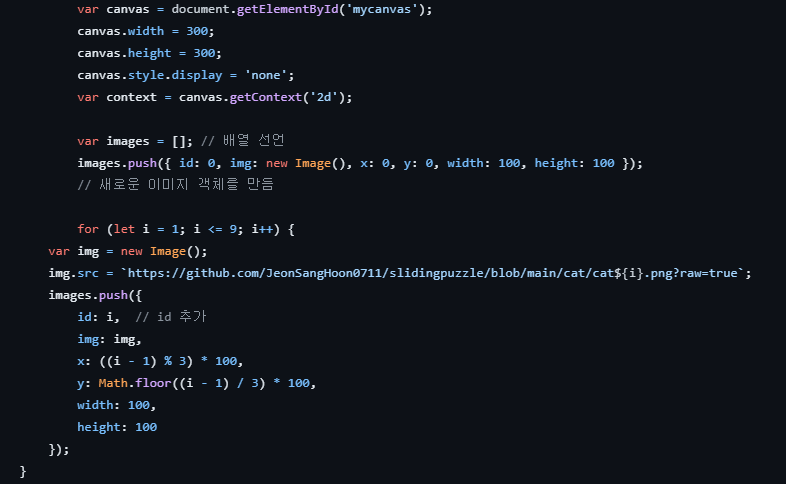 var canvas = document.getElementById('mycanvas');
canvas.width = 300;
canvas.height = 300;
canvas.style.display = 'none';
var context = canvas.getContext('2d');
var images = []; // 배열 선언
images.push({ id: 0, img: new Image(), x: 0, y: 0, width: 100, height: 100 });
// 새로운 이미지 객체를 만듬
for (let i = 1; i <= 9; i++) {
var img = new Image();
img.src = `https://github.com/JeonSangHoon0711/slidingpuzzle/blob/main/cat/cat${i}.png?raw=true`;
images.push({
id: i,  // id 추가
img: img,
x: ((i - 1) % 3) * 100,
y: Math.floor((i - 1) / 3) * 100,
width: 100,
height: 100
});
}